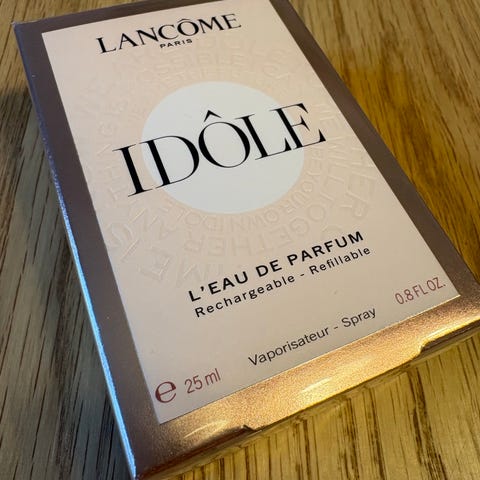 LANCÔME
PARIS
IDÔLE
L'EAU DE PARFUM
Rechargeable - Refillable
Vaporisateur - Spray
e 25 ml
0.8 FL. OZ.